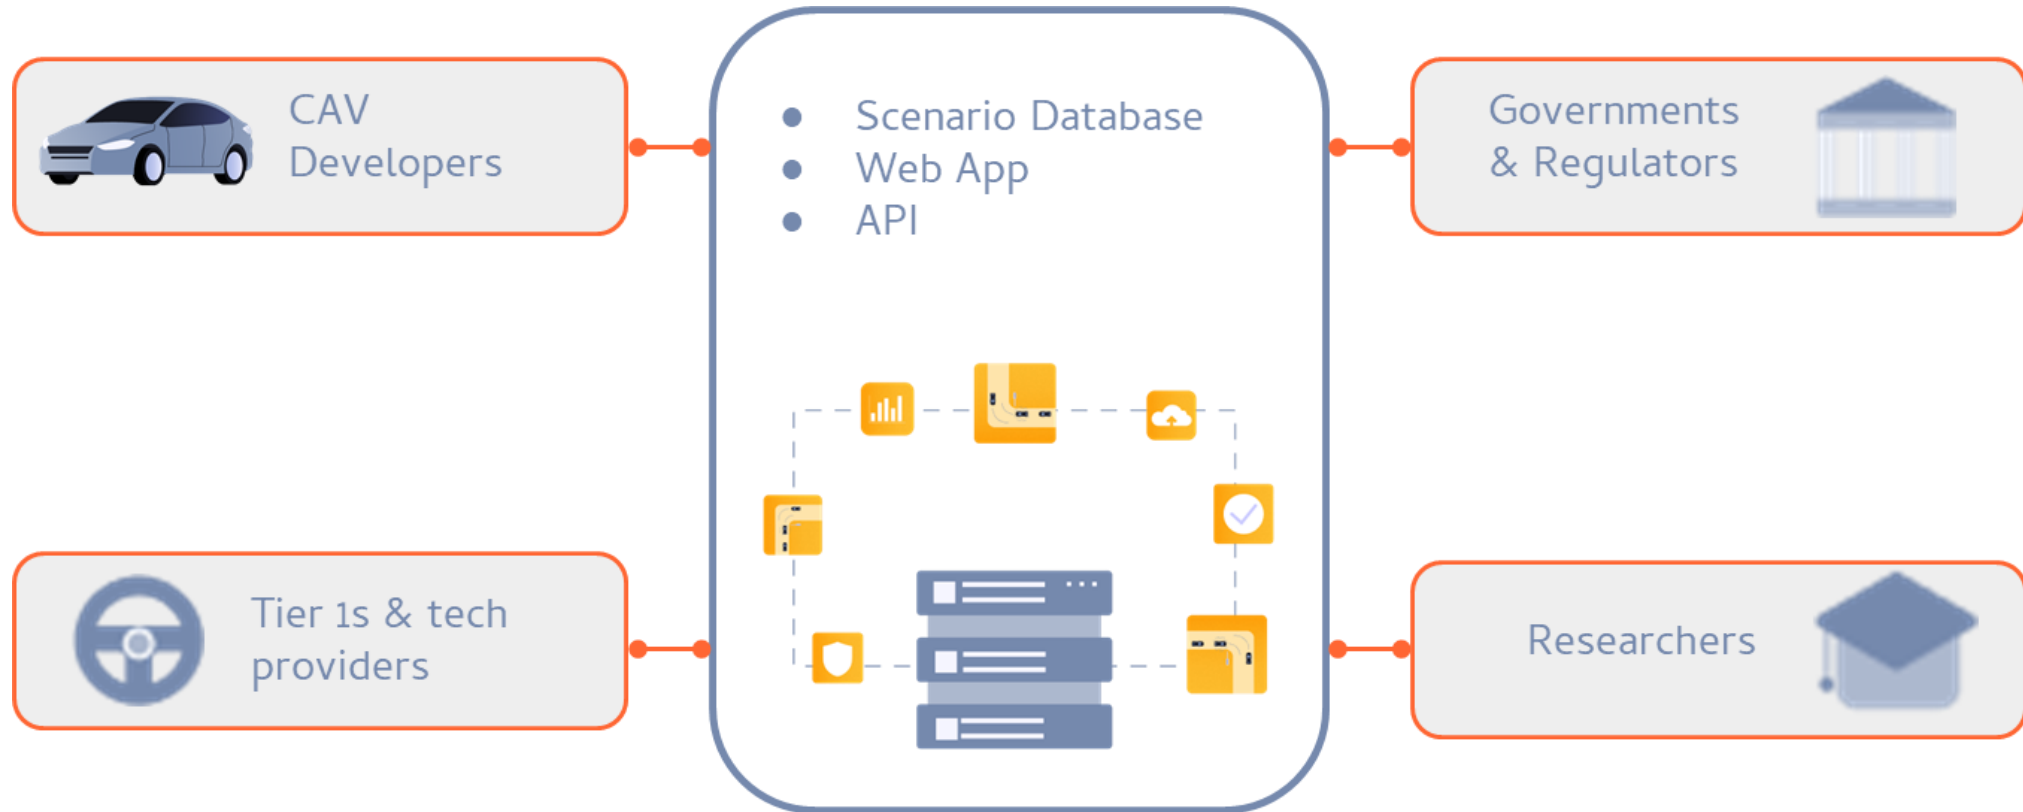 CAV
Developers
Tier 1s & tech
providers
• Scenario Database
• Web App
• API
Governments
& Regulators
Researchers